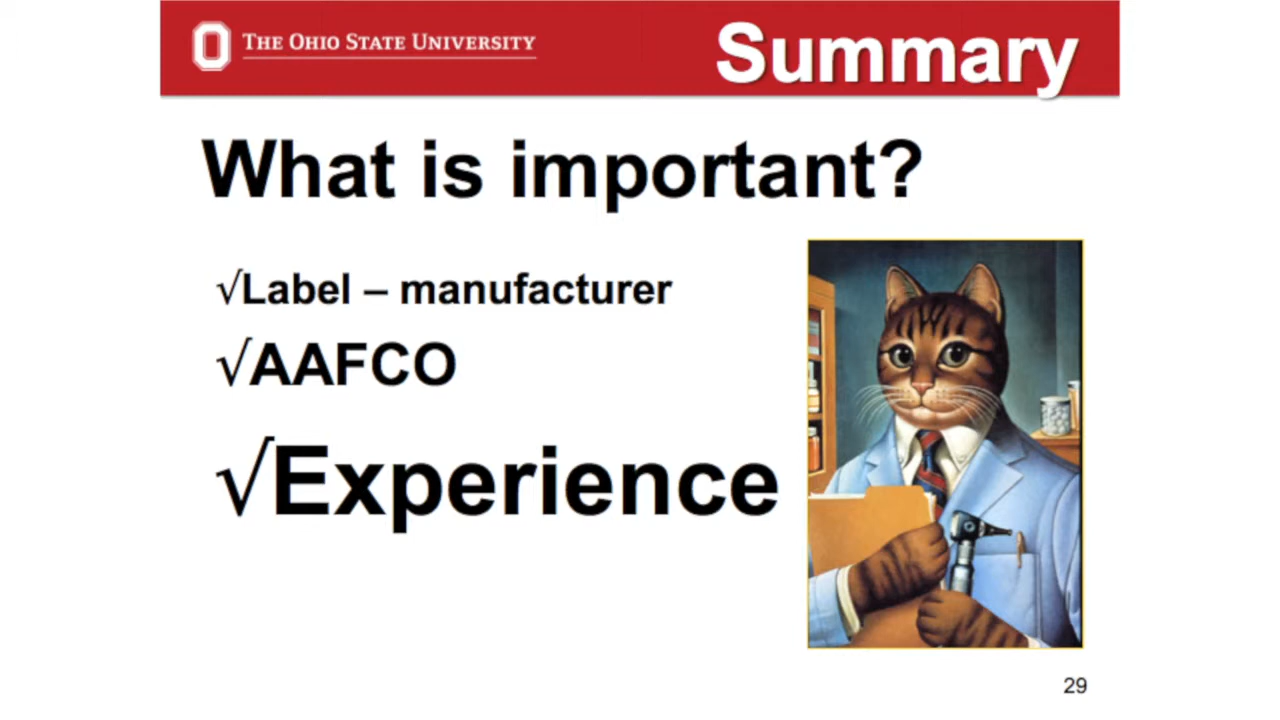 THE OHIO STATE UNIVERSITY
Summary
What is important?
√Label – manufacturer
√AAFCO
√Experience
29